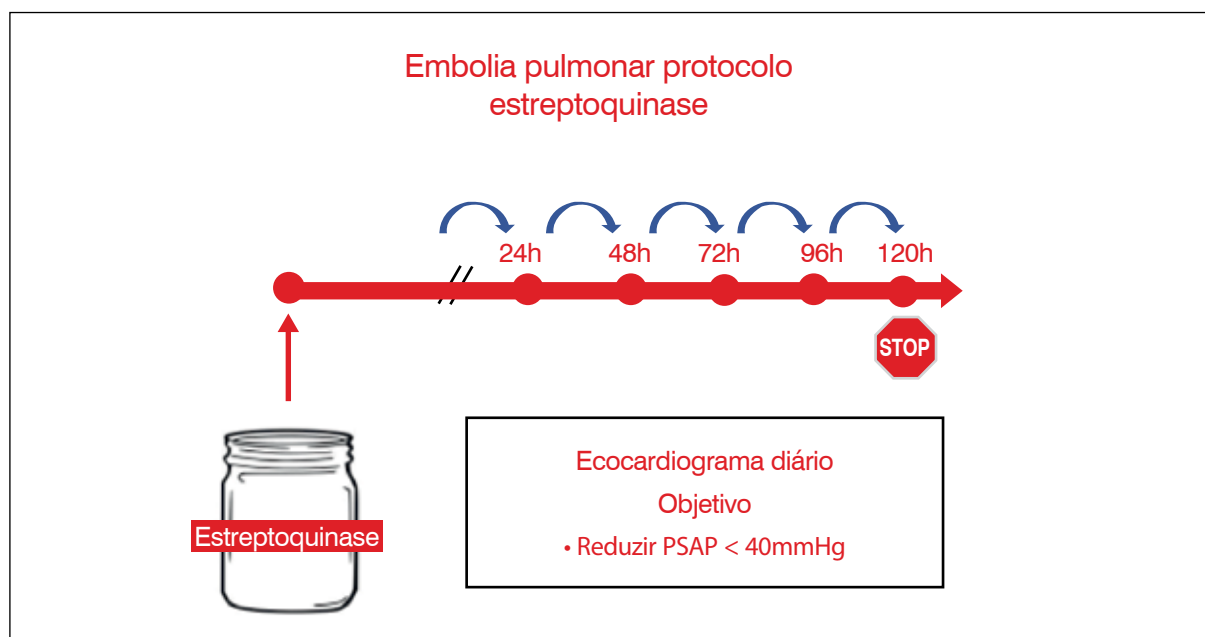 Embolia pulmonar protocolo
estreptoquinase
24h 48h 72h 96h 120h
STOP
Estreptoquinase
Ecocardiograma diário
Objetivo
• Reduzir PSAP < 40mmHg